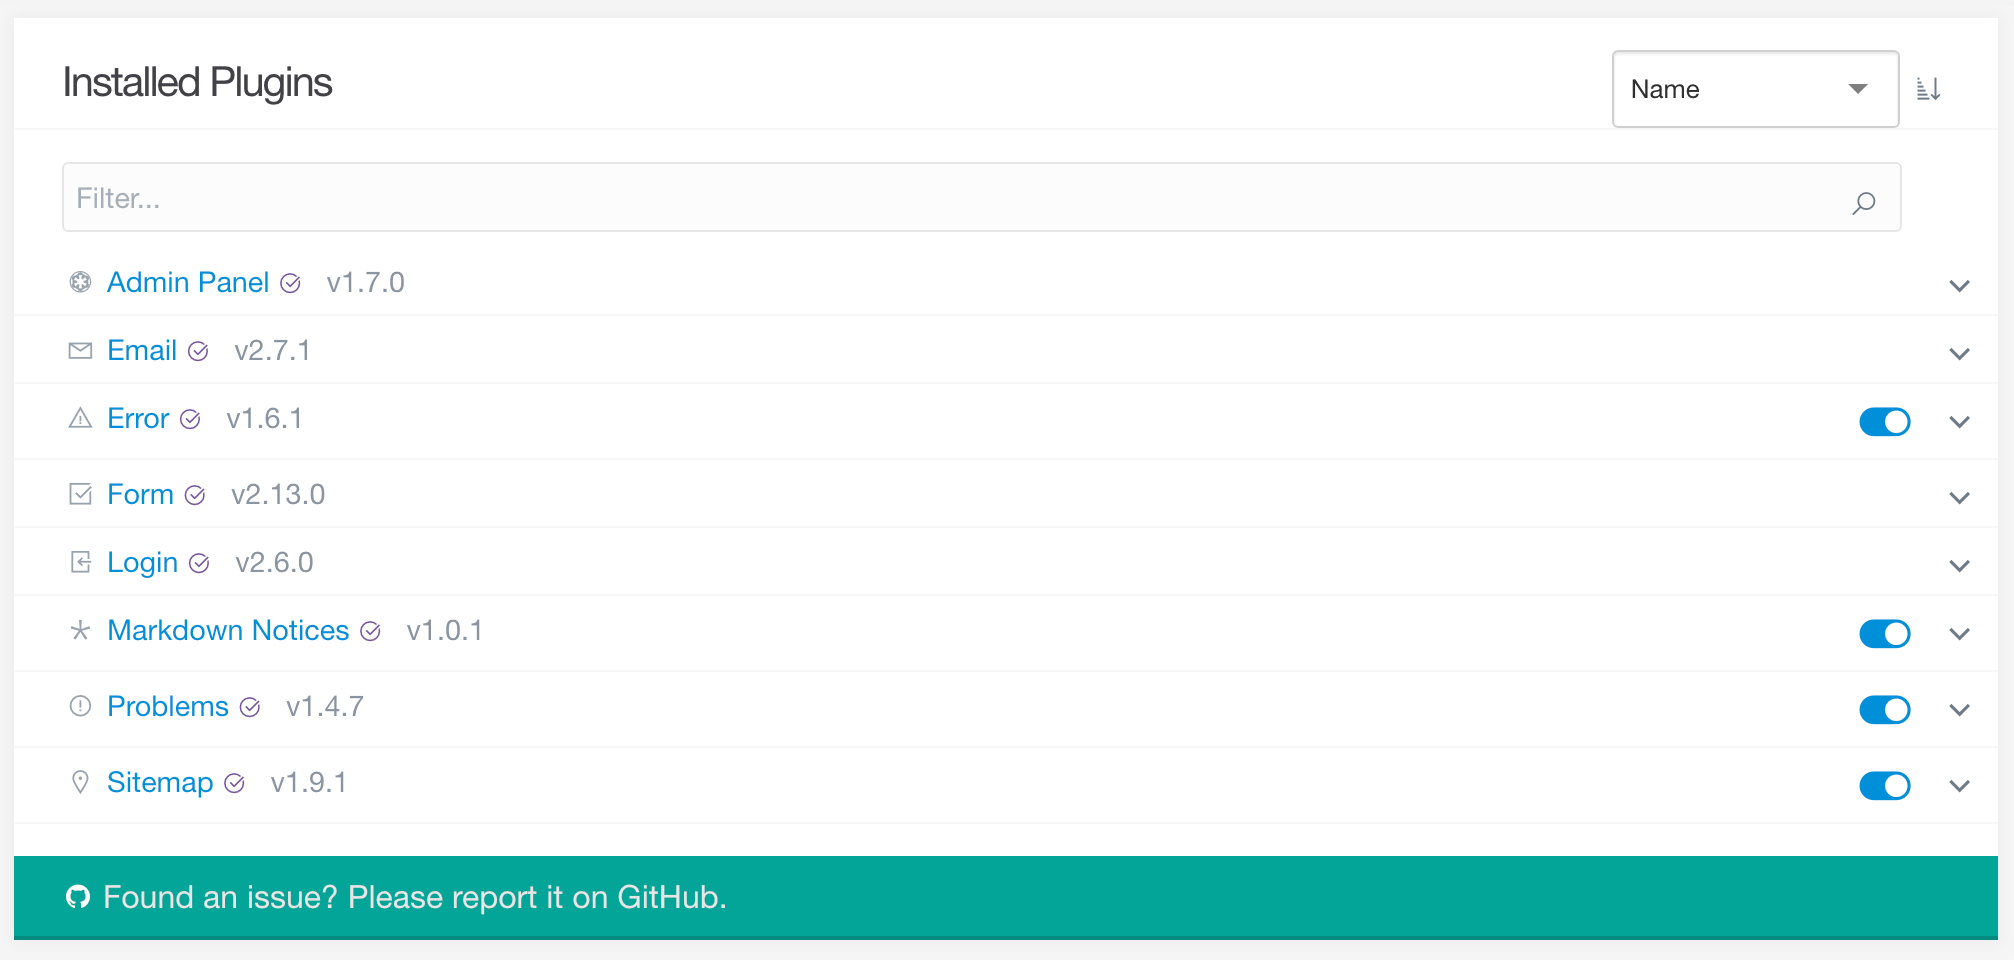 Installed Plugins
Name
Filter...
Admin Panel v1.7.0
Email v2.7.1
Error v1.6.1
Form v2.13.0
Login v2.6.0
Markdown Notices v1.0.1
Problems v1.4.7
Sitemap v1.9.1
Found an issue? Please report it on GitHub.